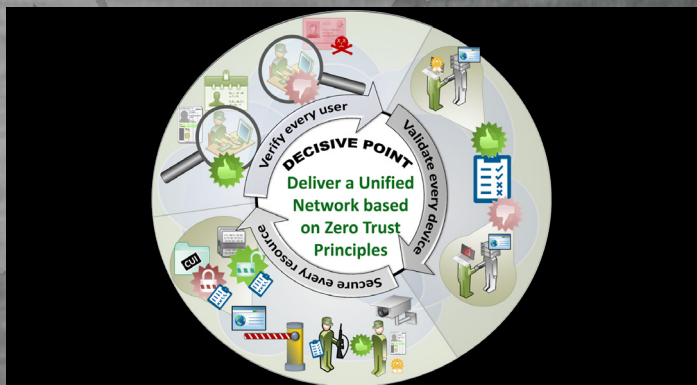 Verify every user
Validate every device
Secure every resource
DECISIVE POINT
Deliver a Unified
Network based
on Zero Trust
Principles
CUI